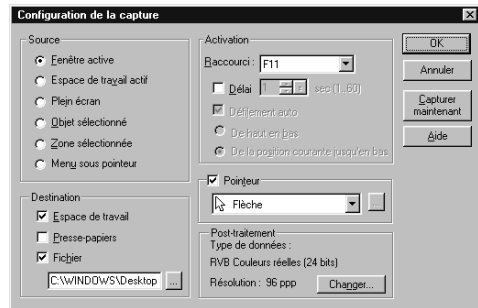 Configuration de la capture
Source
Fenêtre active
Espace de travail actif
Plein écran
Objet sélectionné
Zone sélectionnée
Menu sous pointeur
Destination
Espace de travail
Presse-papiers
Fichier
C:\WINDOWS\Desktop ...
Activation
Raccourci : F11
Délai 1 sec (1..60)
Défilement auto
De haut en bas
De la position courante jusqu'en bas
Pointeur
Flèche ...
Post-traitement
Type de données :
RVB Couleurs réelles (24 bits)
Résolution : 96 ppp Changer...
OK
Annuler
Capturer
maintenant
Aide